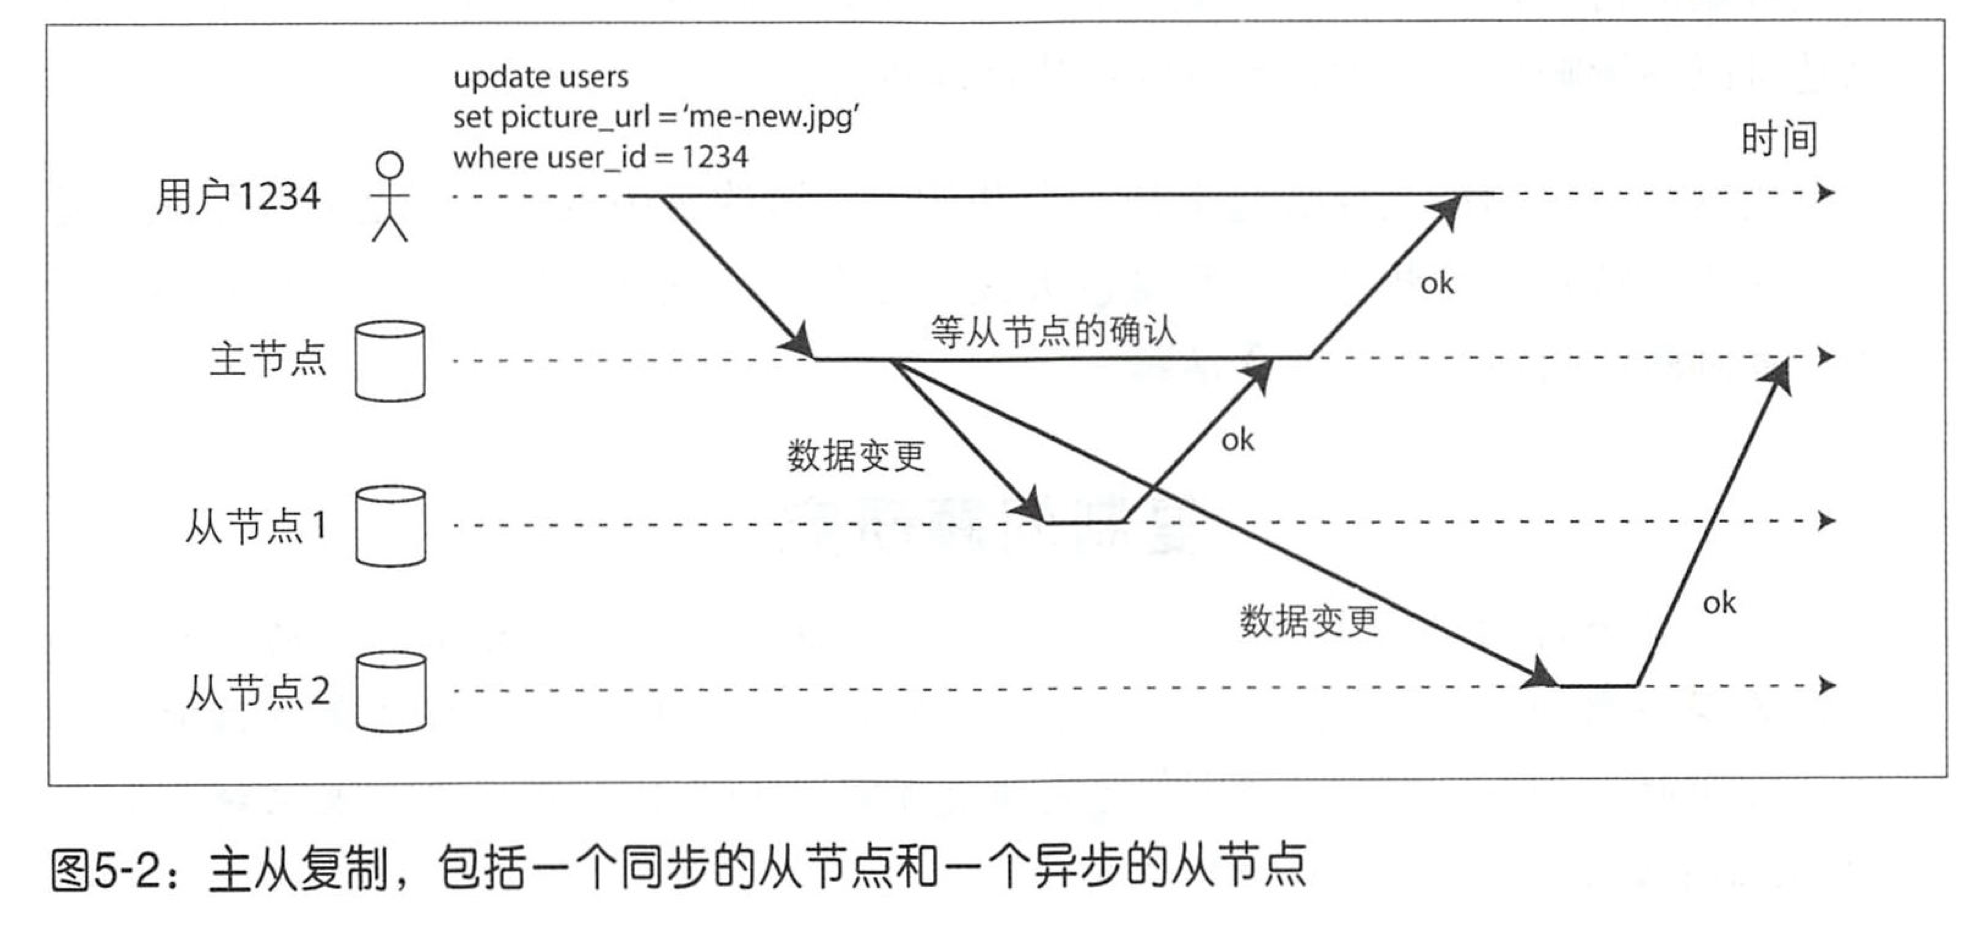 update users
set picture_url = ‘me-new.jpg’
where user_id = 1234
时间
用户1234
ok
等从节点的确认
主节点
数据变更
ok
从节点1
数据变更
ok
从节点2
图5-2：主从复制，包括一个同步的从节点和一个异步的从节点